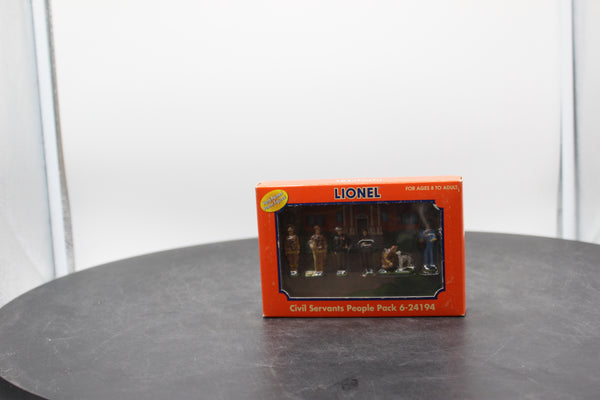 LIONEL
FOR AGES 8 TO ADULT
Civil Servants People Pack 6-24194